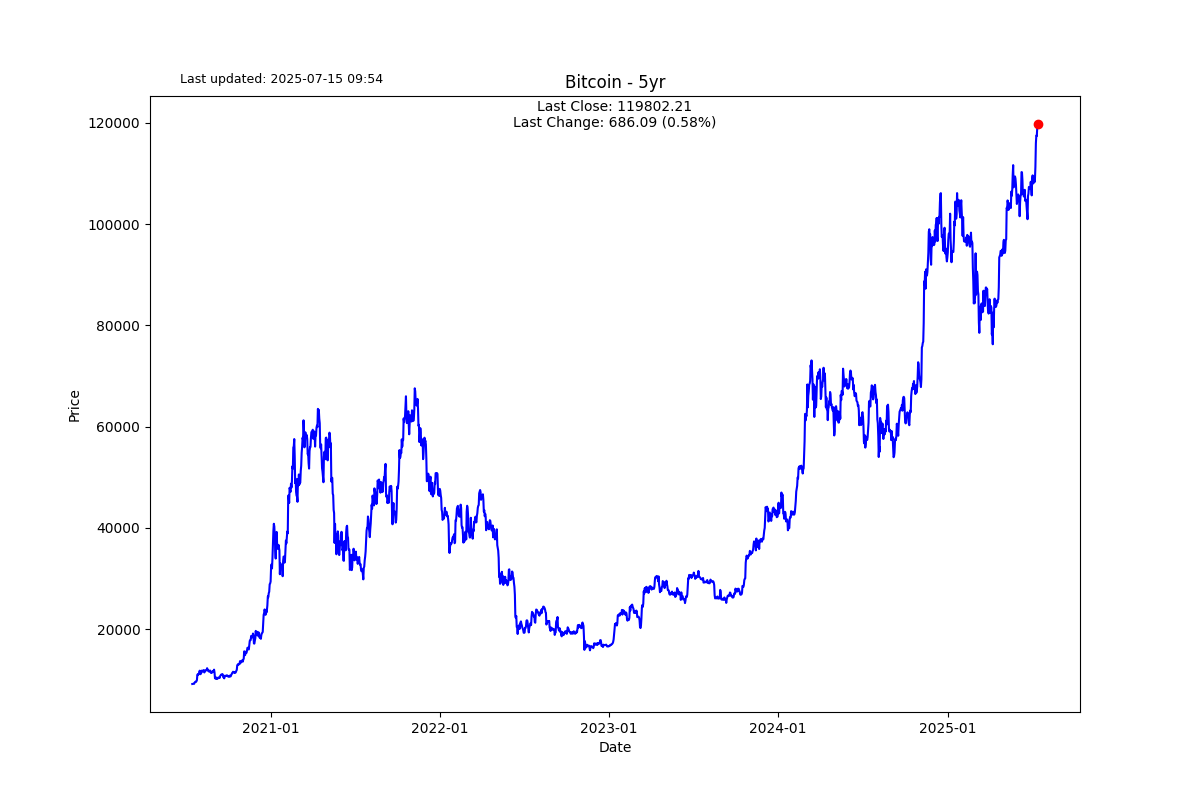 Last updated: 2025-07-15 09:54
Bitcoin - 5yr
Last Close: 119802.21
Last Change: 686.09 (0.58%)
120000
100000
80000
60000
40000
20000
Price
2021-01
2022-01
2023-01
2024-01
2025-01
Date